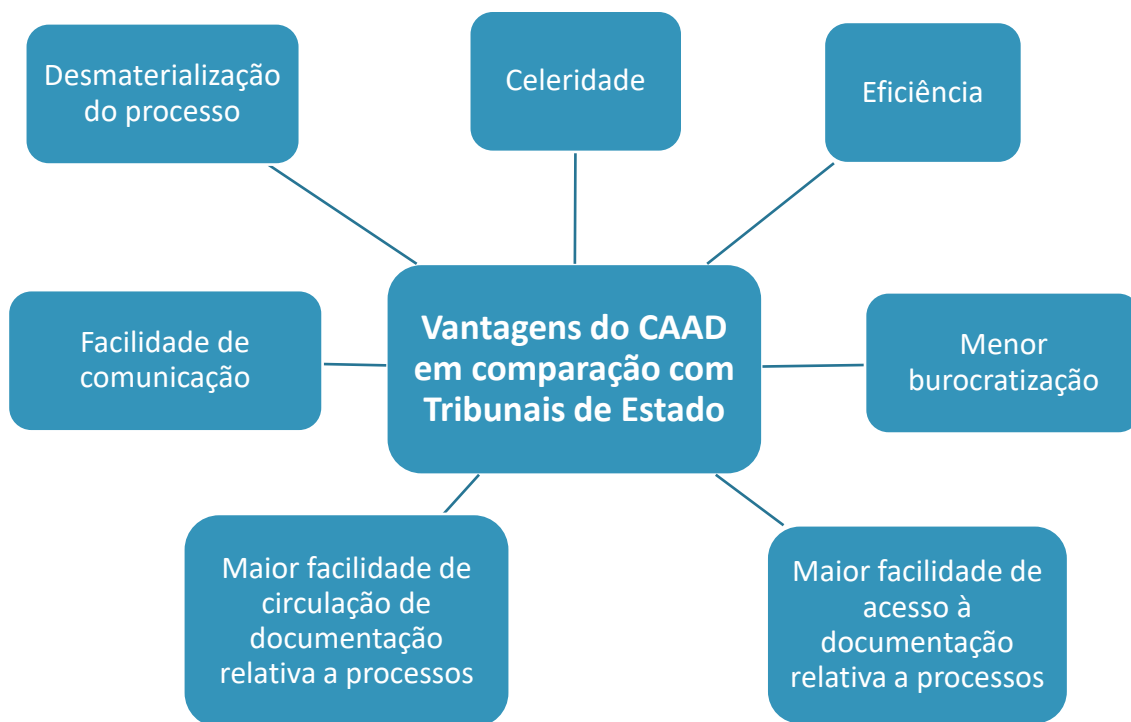 Desmaterialização
do processo
Celeridade
Eficiência
Facilidade de
comunicação
Vantagens do CAAD
em comparação com
Tribunais de Estado
Menor
burocratização
Maior facilidade de
circulação de
documentação
relativa a processos
Maior facilidade de
acesso à
documentação
relativa a processos